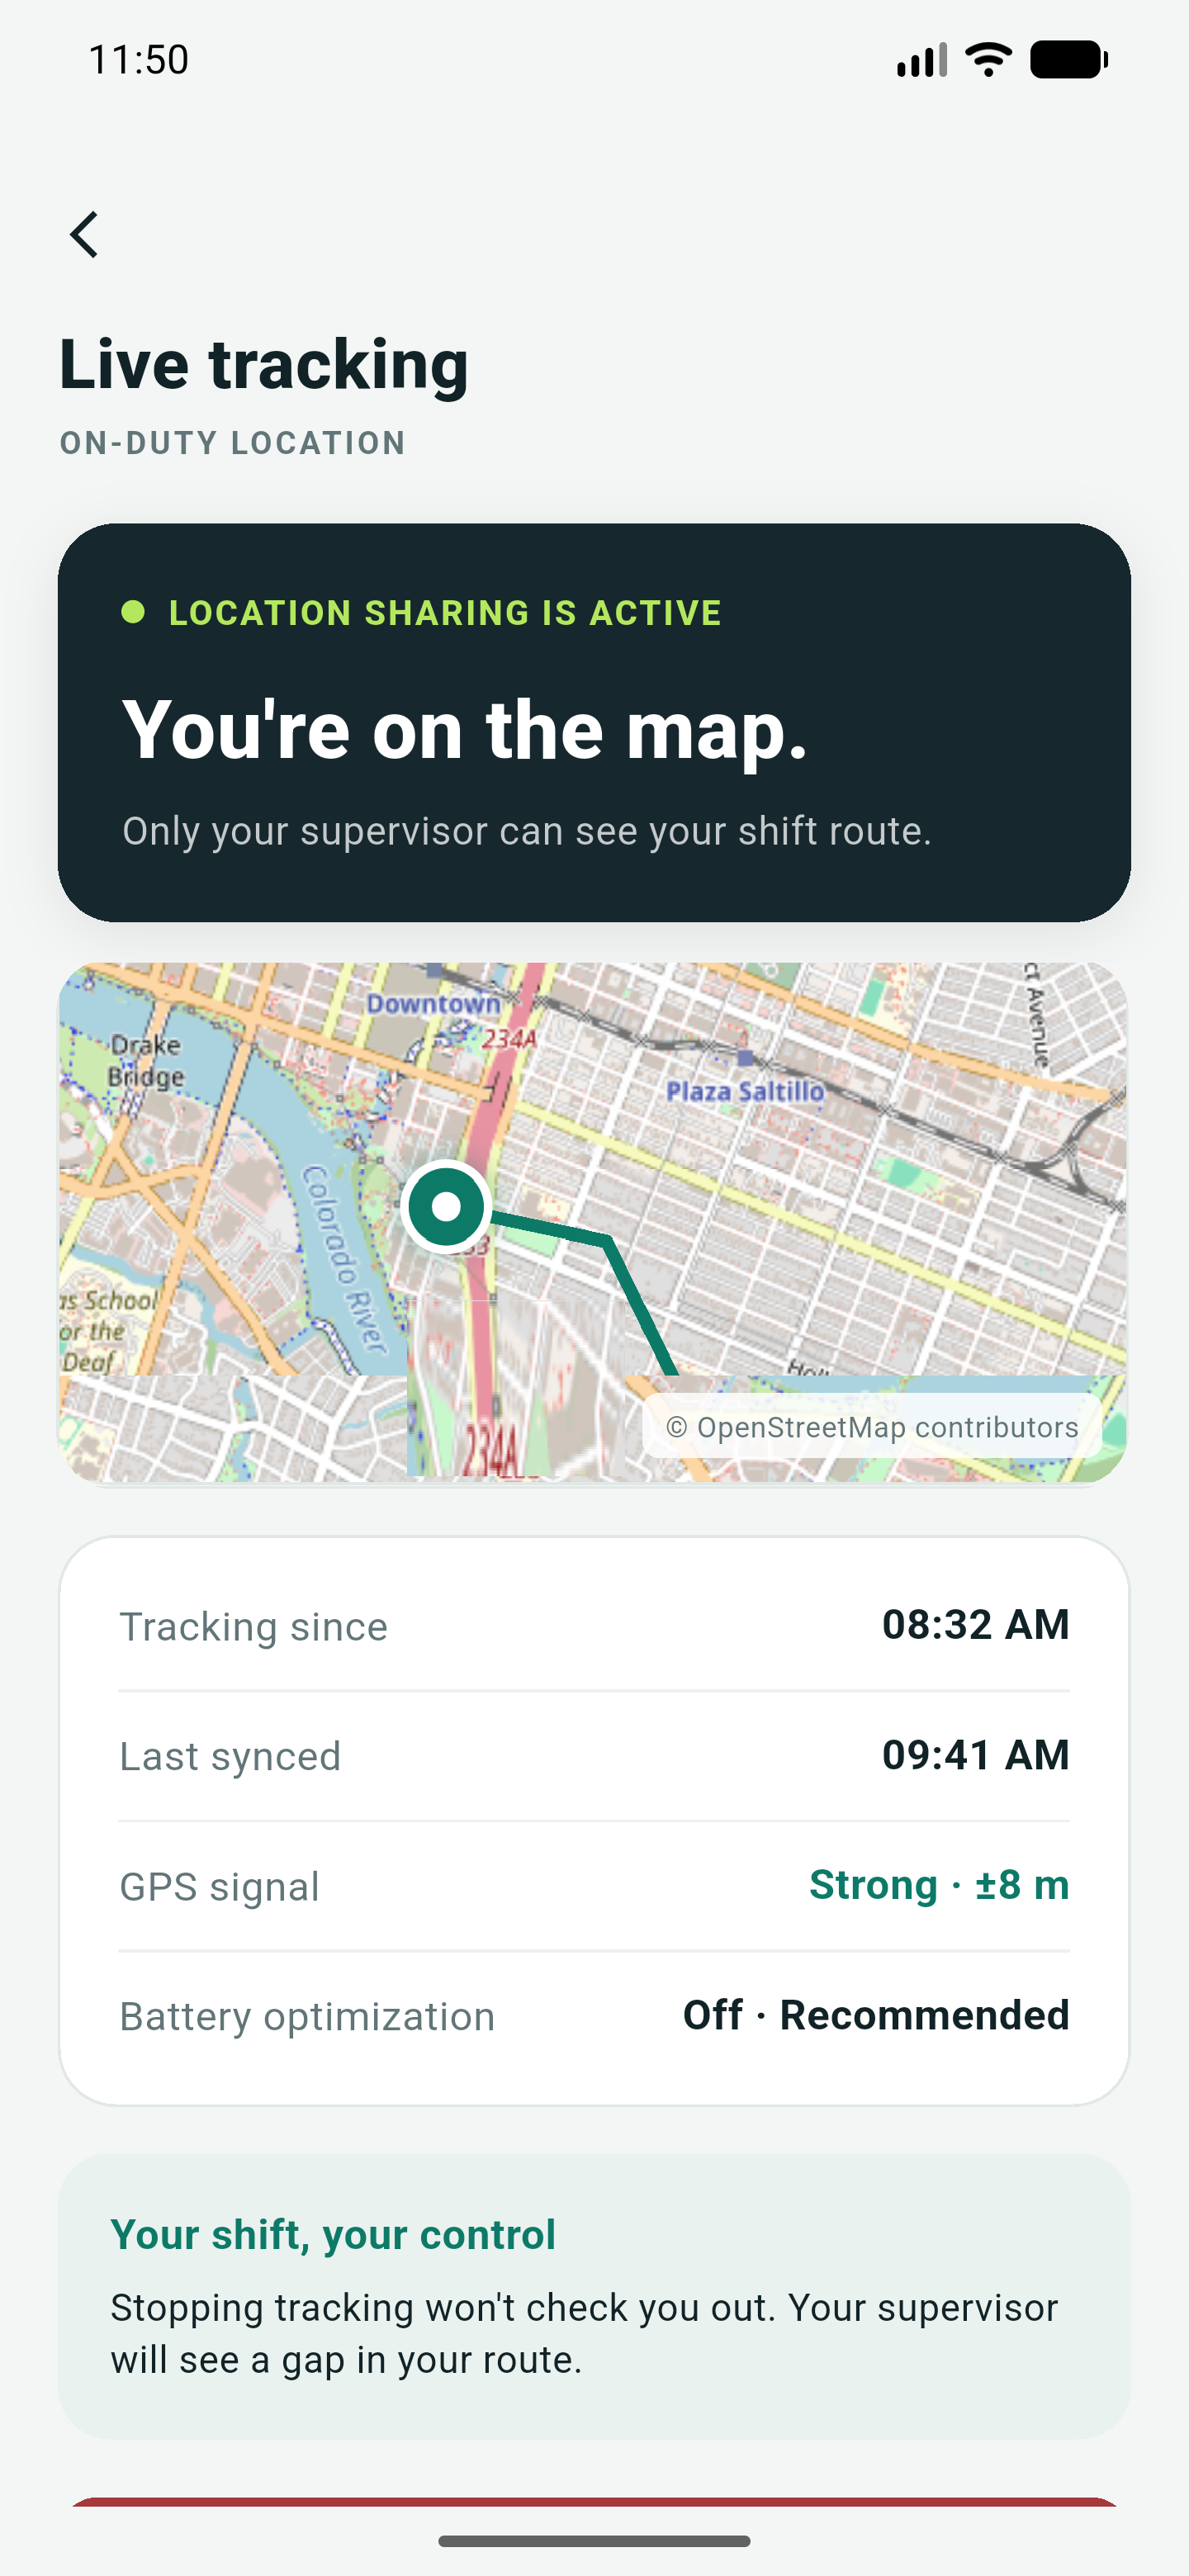 11:50
Live tracking
ON-DUTY LOCATION
LOCATION SHARING IS ACTIVE
You're on the map.
Only your supervisor can see your shift route.
Downtown
234A
Drake
Bridge
Plaza Saltillo
ct Avenue
Colorado River
as School
or the
Deaf
234A
© OpenStreetMap contributors
Tracking since 08:32 AM
Last synced 09:41 AM
GPS signal Strong · ±8 m
Battery optimization Off · Recommended
Your shift, your control
Stopping tracking won't check you out. Your supervisor
will see a gap in your route.